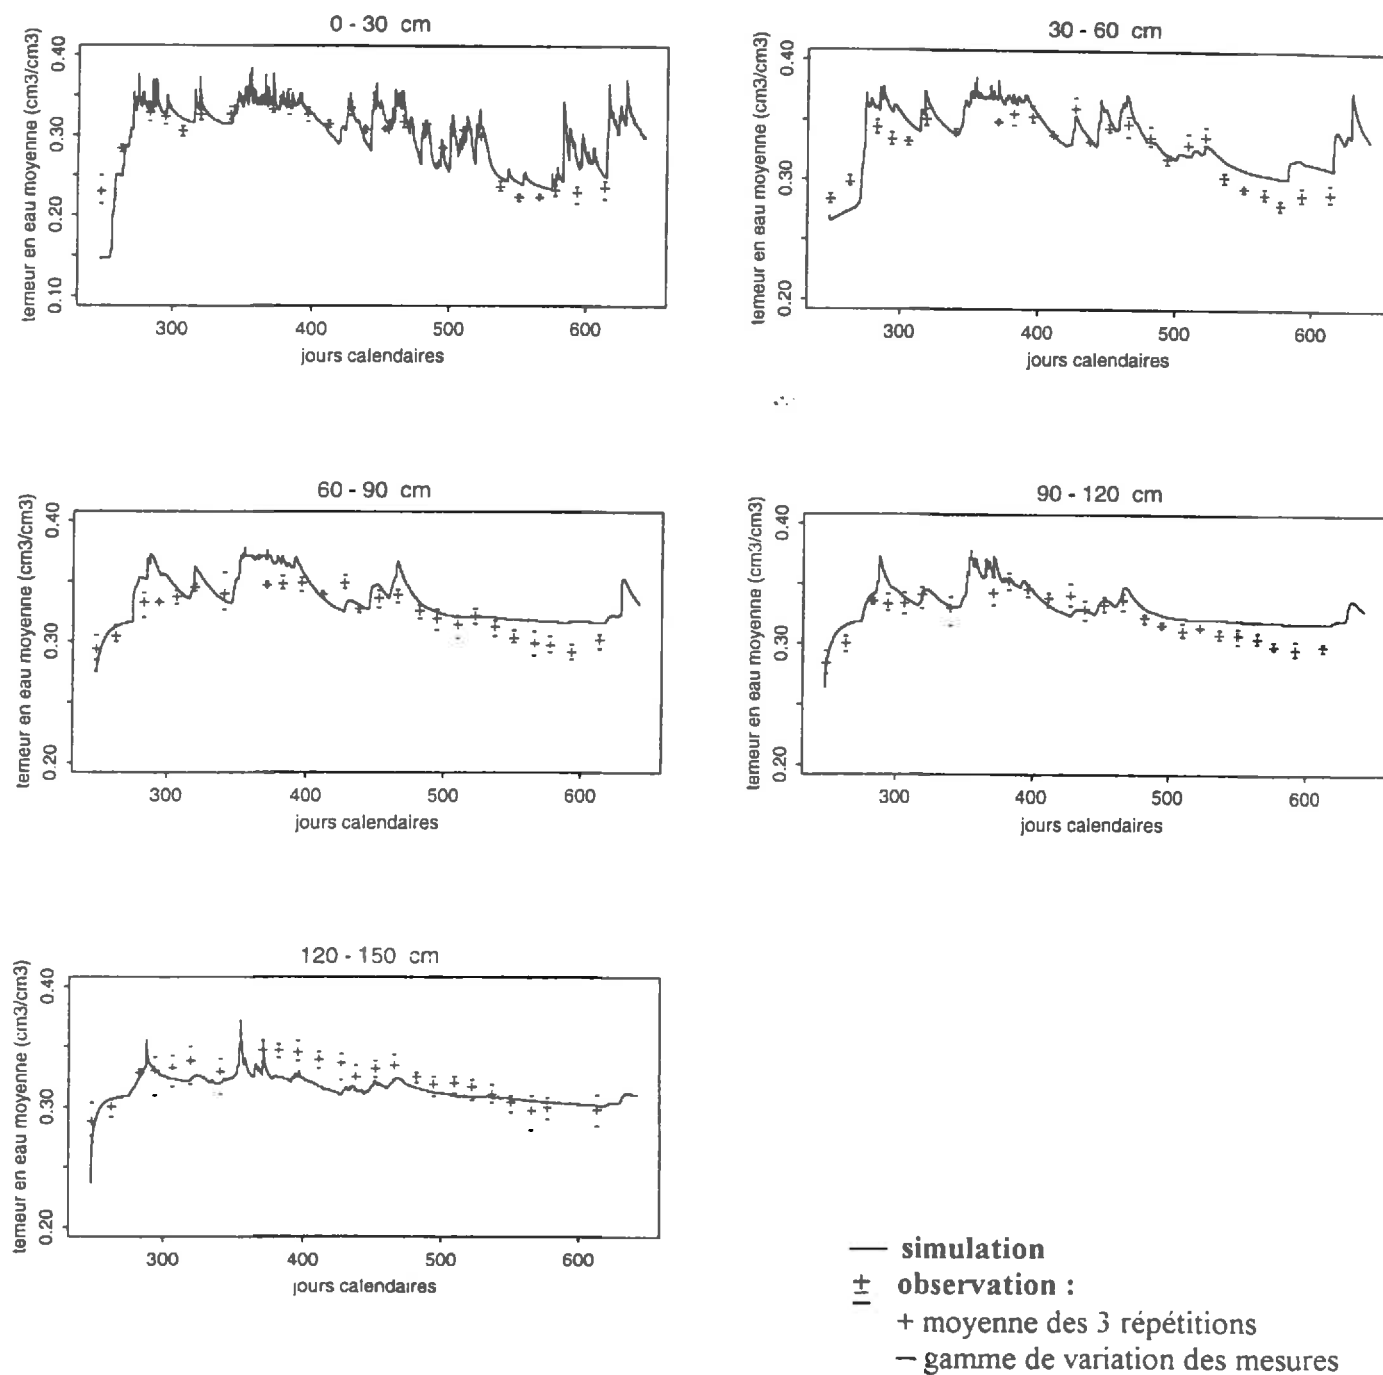 0 - 30 cm
temeur en eau moyenne (cm3/cm3)
0.40
0.30
0.20
0.10
300 400 500 600
jours calendaires
30 - 60 cm
temeur en eau moyenne (cm3/cm3)
0.40
0.30
0.20
300 400 500 600
jours calendaires
60 - 90 cm
temeur en eau moyenne (cm3/cm3)
0.40
0.30
0.20
300 400 500 600
jours calendaires
90 - 120 cm
temeur en eau moyenne (cm3/cm3)
0.40
0.30
0.20
300 400 500 600
jours calendaires
120 - 150 cm
temeur en eau moyenne (cm3/cm3)
0.40
0.30
0.20
300 400 500 600
jours calendaires
simulation
observation :
+ moyenne des 3 répétitions
– gamme de variation des mesures